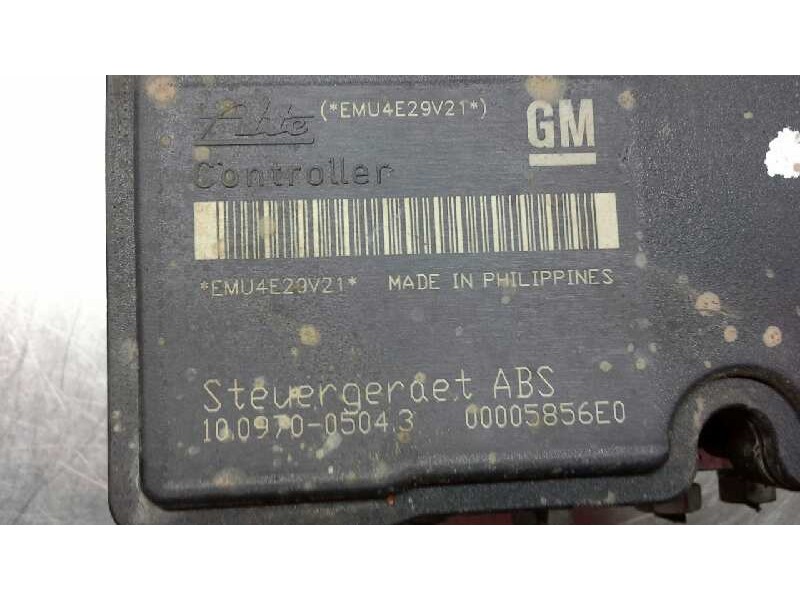 Ate (*EMU4E29V21*) GM
Controller
*EMU4E29V21* MADE IN PHILIPPINES
Steuergeraet ABS
10.0970-0504.3 00005856E0